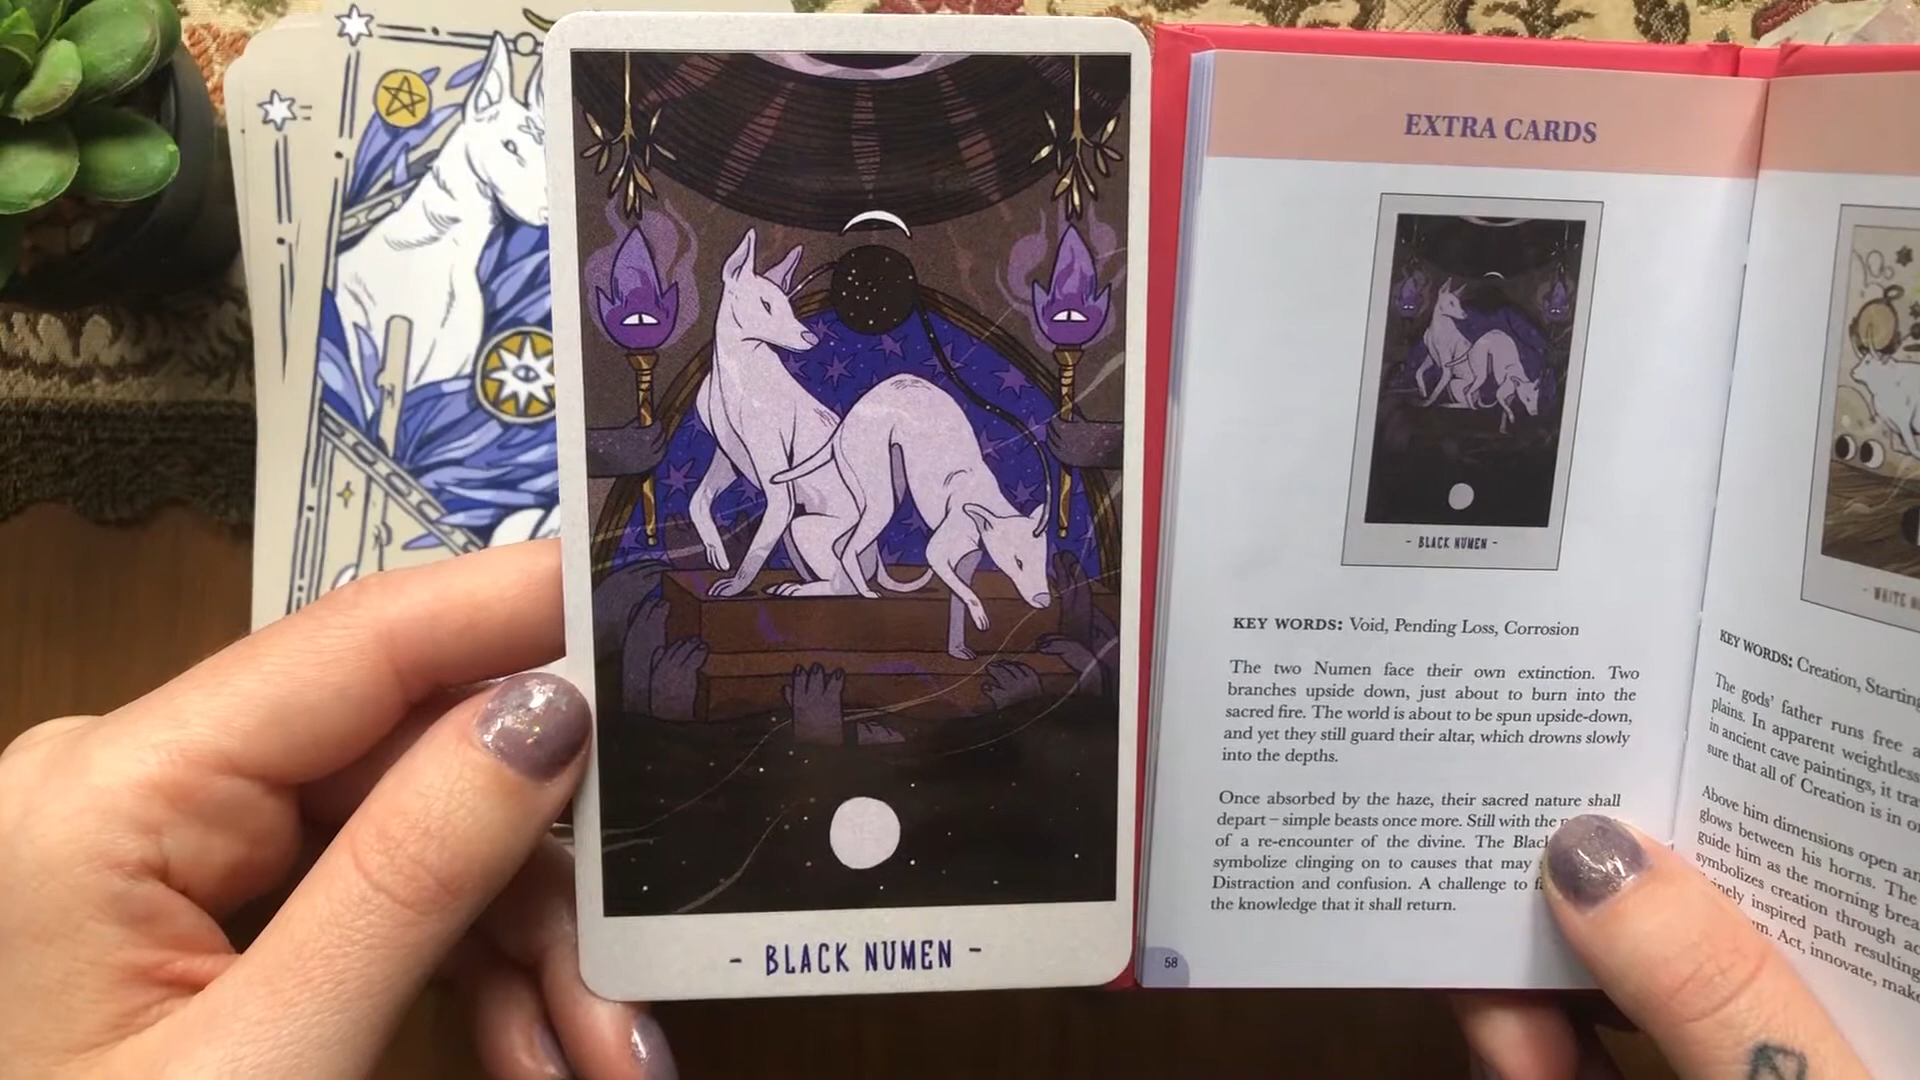 - BLACK NUMEN -
EXTRA CARDS
- BLACK NUMEN -
KEY WORDS: Void, Pending Loss, Corrosion
The two Numen face their own extinction. Two
branches upside down, just about to burn into the
sacred fire. The world is about to be spun upside-down,
and yet they still guard their altar, which drowns slowly
into the depths.
Once absorbed by the haze, their sacred nature shall
depart – simple beasts once more. Still with the
of a re-encounter of the divine. The Black
symbolize clinging on to causes that may
Distraction and confusion. A challenge to
the knowledge that it shall return.
58
- WHITE
KEY WORDS: Creation, Starting
The gods' father runs free
plains. In apparent
in ancient cave paintings, it
sure that all of Creation is in
Above him dimensions open
glows between his horns. The
guide him as the morning
symbolizes creation through
inspired path resulting
Act, innovate,